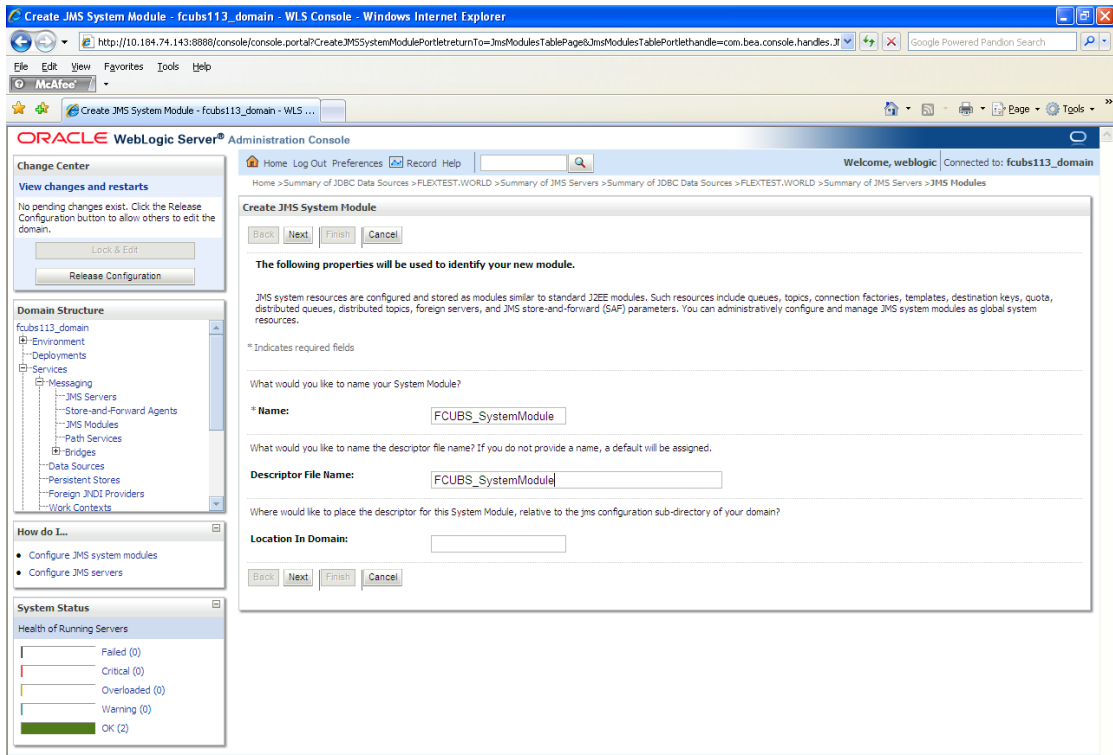 Create JMS System Module - fcubs113_domain - WLS Console - Windows Internet Explorer
http://10.184.74.143:8888/console/console.portal?CreateJMSSystemModulePortletreturnTo=JmsModulesTablePage&JmsModulesTablePortlethandle=com.bea.console.handles.JM
Google Powered Pandion Search
File Edit View Favorites Tools Help
McAfee
Create JMS System Module - fcubs113_domain - WLS ...
Page Tools
ORACLE WebLogic Server® Administration Console
Change Center
View changes and restarts
No pending changes exist. Click the Release
Configuration button to allow others to edit the
domain.
Lock & Edit
Release Configuration
Domain Structure
fcubs113_domain
Environment
Deployments
Services
Messaging
JMS Servers
Store-and-Forward Agents
JMS Modules
Path Services
Bridges
Data Sources
Persistent Stores
Foreign JNDI Providers
Work Contexts
How do I...
Configure JMS system modules
Configure JMS servers
System Status
Health of Running Servers
Failed (0)
Critical (0)
Overloaded (0)
Warning (0)
OK (2)
Home Log Out Preferences Record Help
Welcome, weblogic Connected to: fcubs113_domain
Home >Summary of JDBC Data Sources >FLEXTEST.WORLD >Summary of JMS Servers >Summary of JDBC Data Sources >FLEXTEST.WORLD >Summary of JMS Servers >JMS Modules
Create JMS System Module
Back Next Finish Cancel
The following properties will be used to identify your new module.
JMS system resources are configured and stored as modules similar to standard J2EE modules. Such resources include queues, topics, connection factories, templates, destination keys, quota,
distributed queues, distributed topics, foreign servers, and JMS store-and-forward (SAF) parameters. You can administratively configure and manage JMS system modules as global system
resources.
* Indicates required fields
What would you like to name your System Module?
* Name: FCUBS_SystemModule
What would you like to name the descriptor file name? If you do not provide a name, a default will be assigned.
Descriptor File Name: FCUBS_SystemModule
Where would like to place the descriptor for this System Module, relative to the jms configuration sub-directory of your domain?
Location In Domain:
Back Next Finish Cancel